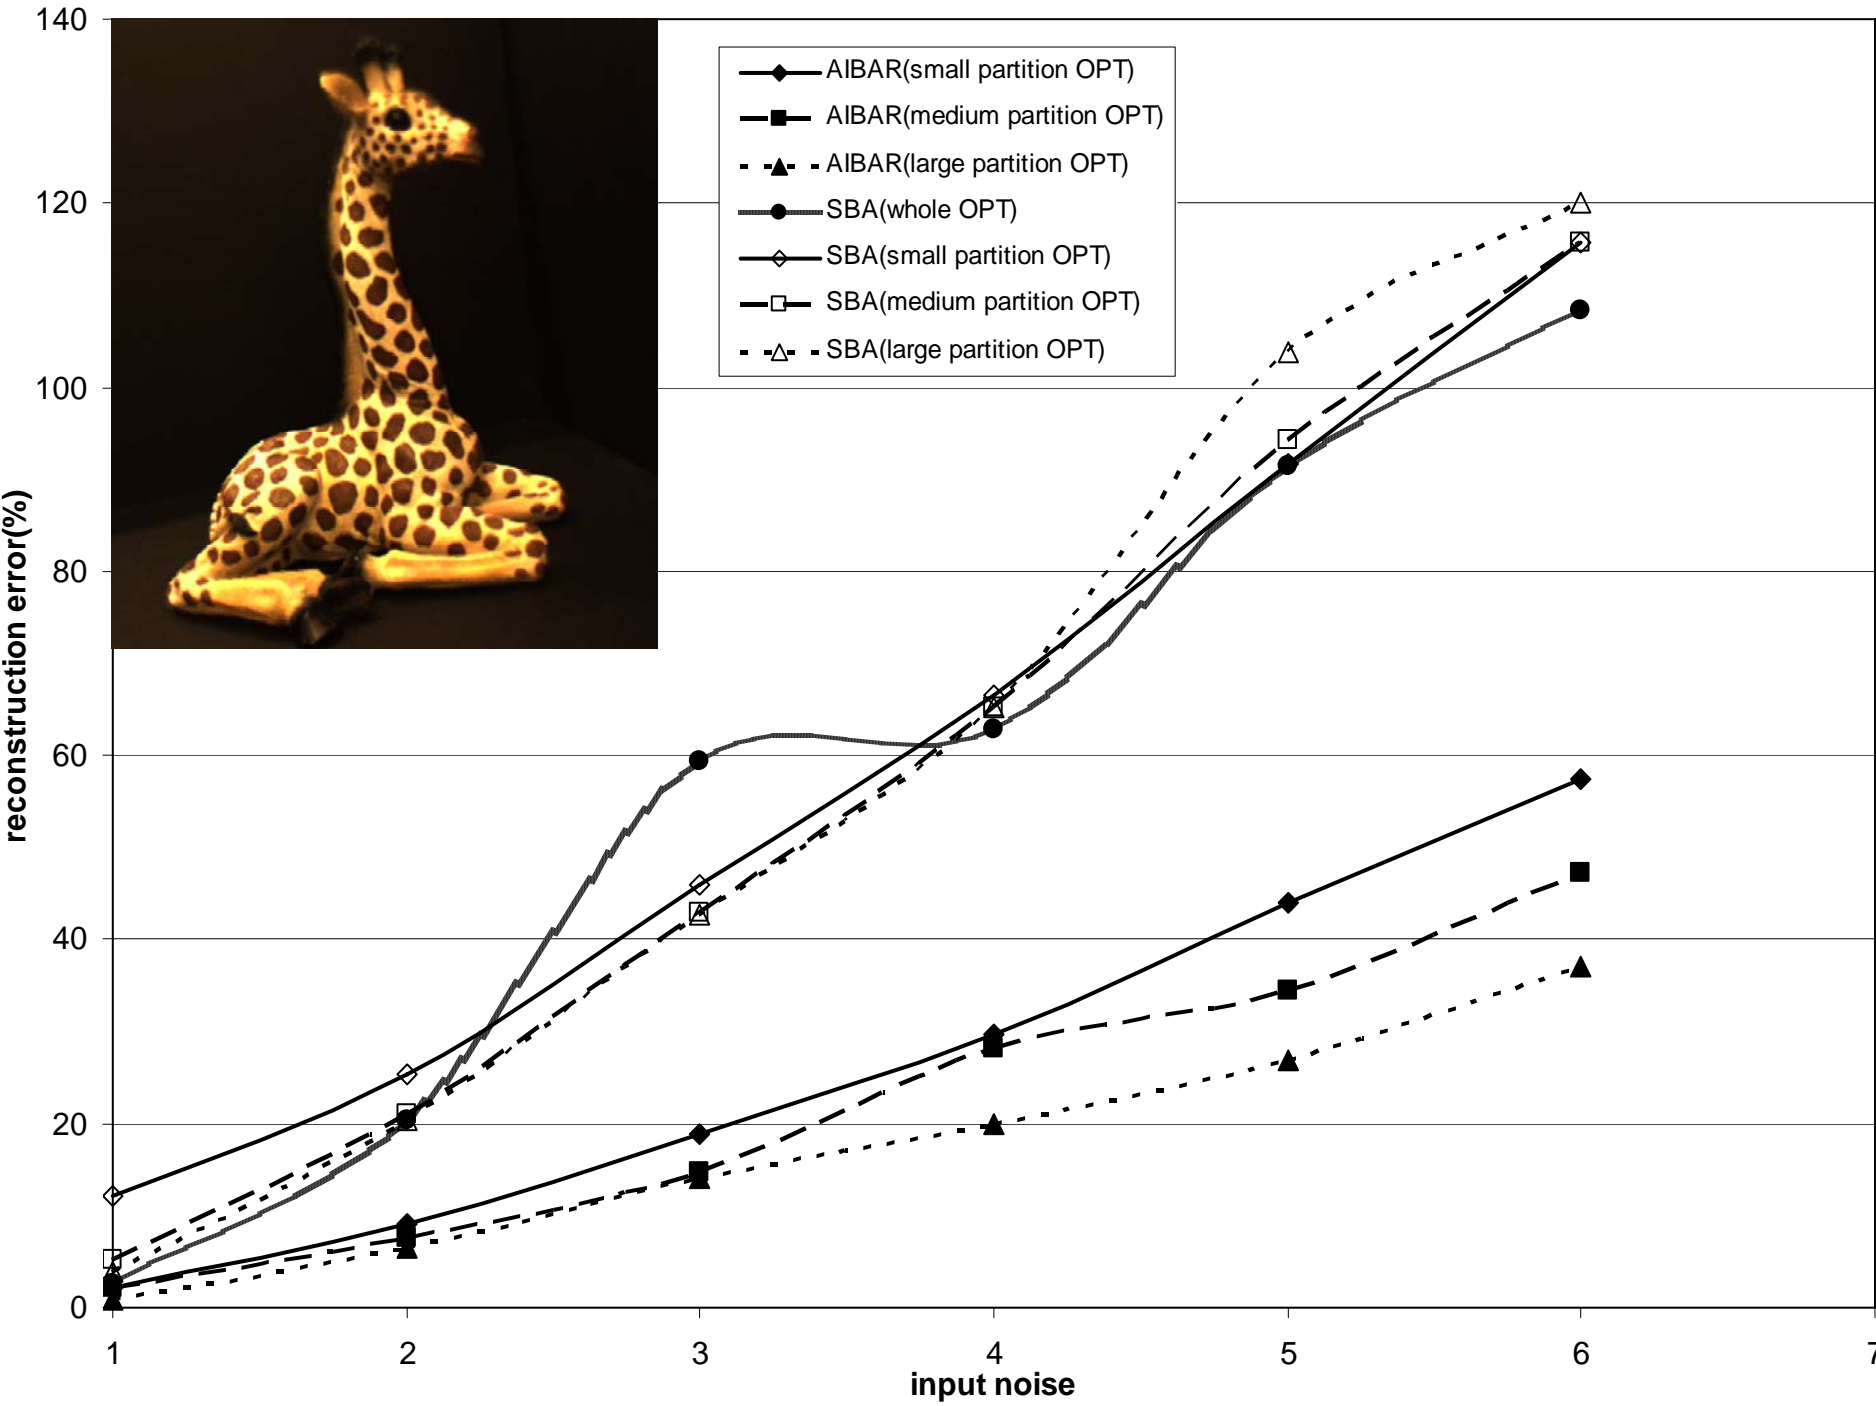 140
120
100
80
60
40
20
0
reconstruction error(%)
AIBAR(small partition OPT)
AIBAR(medium partition OPT)
AIBAR(large partition OPT)
SBA(whole OPT)
SBA(small partition OPT)
SBA(medium partition OPT)
SBA(large partition OPT)
1 2 3 4 5 6 7
input noise